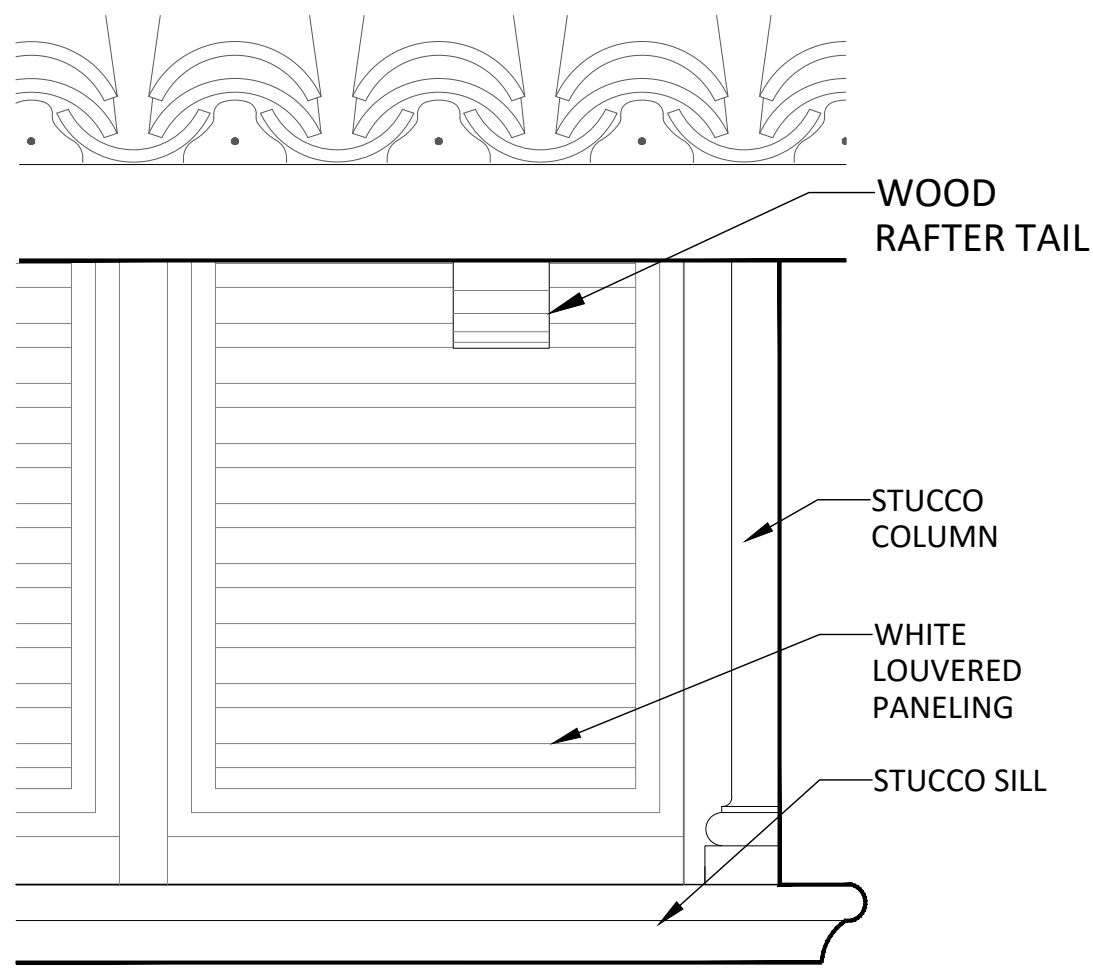 WOOD
RAFTER TAIL
STUCCO
COLUMN
WHITE
LOUVERED
PANELING
STUCCO SILL